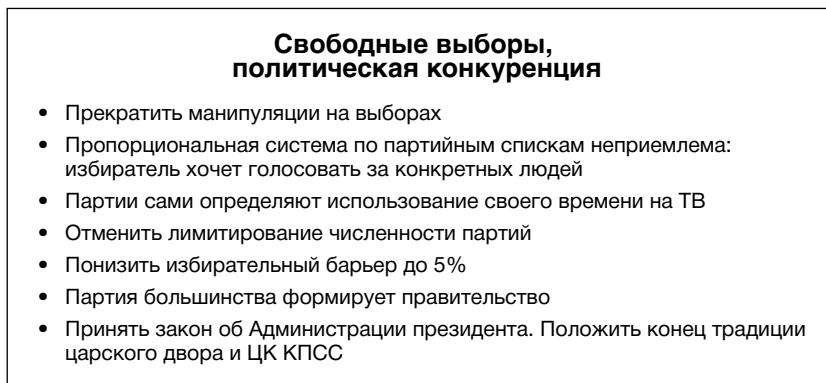 Свободные выборы,
политическая конкуренция
• Прекратить манипуляции на выборах
• Пропорциональная система по партийным спискам неприемлема:
избиратель хочет голосовать за конкретных людей
• Партии сами определяют использование своего времени на ТВ
• Отменить лимитирование численности партий
• Понизить избирательный барьер до 5%
• Партия большинства формирует правительство
• Принять закон об Администрации президента. Положить конец традиции
царского двора и ЦК КПСС